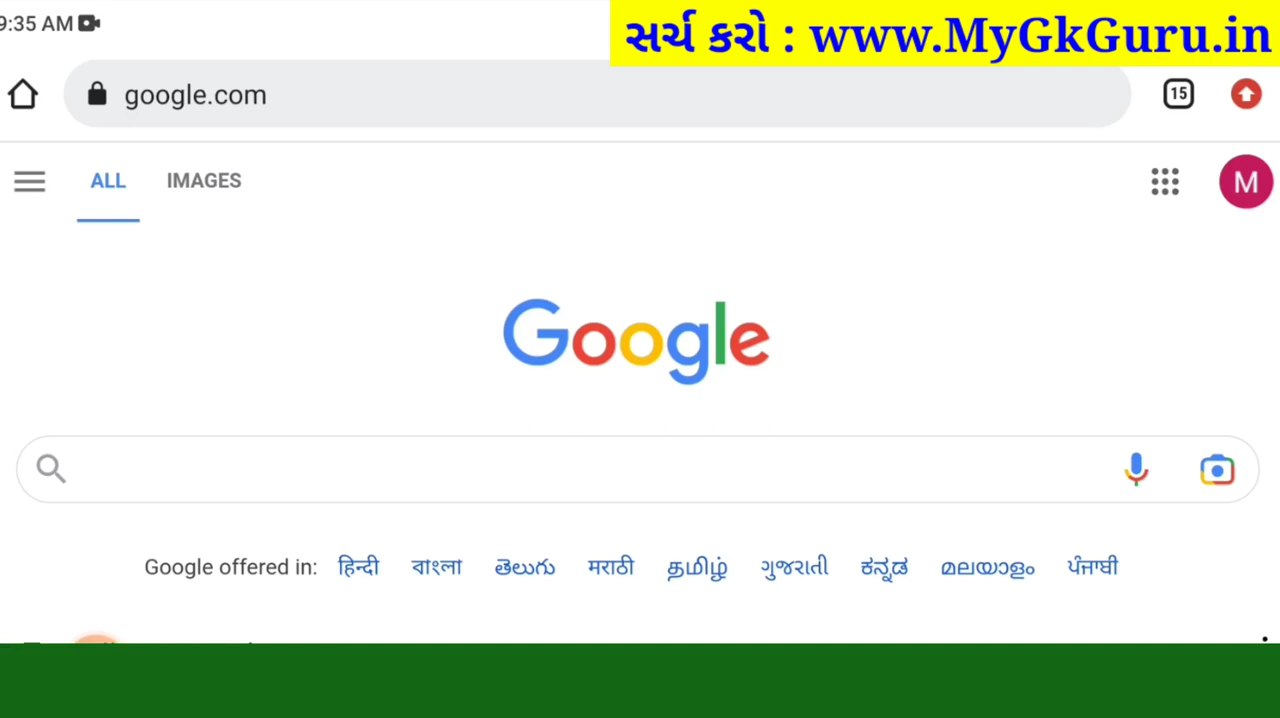 9:35 AM
સર્ચ કરો : www.MyGkGuru.in
google.com
15
ALL IMAGES
M
Google
Google offered in: हिन्दी বাংলা తెలుగు मराठी தமிழ் ગુજરાતી ಕನ್ನಡ മലയാളം ਪੰਜਾਬੀ